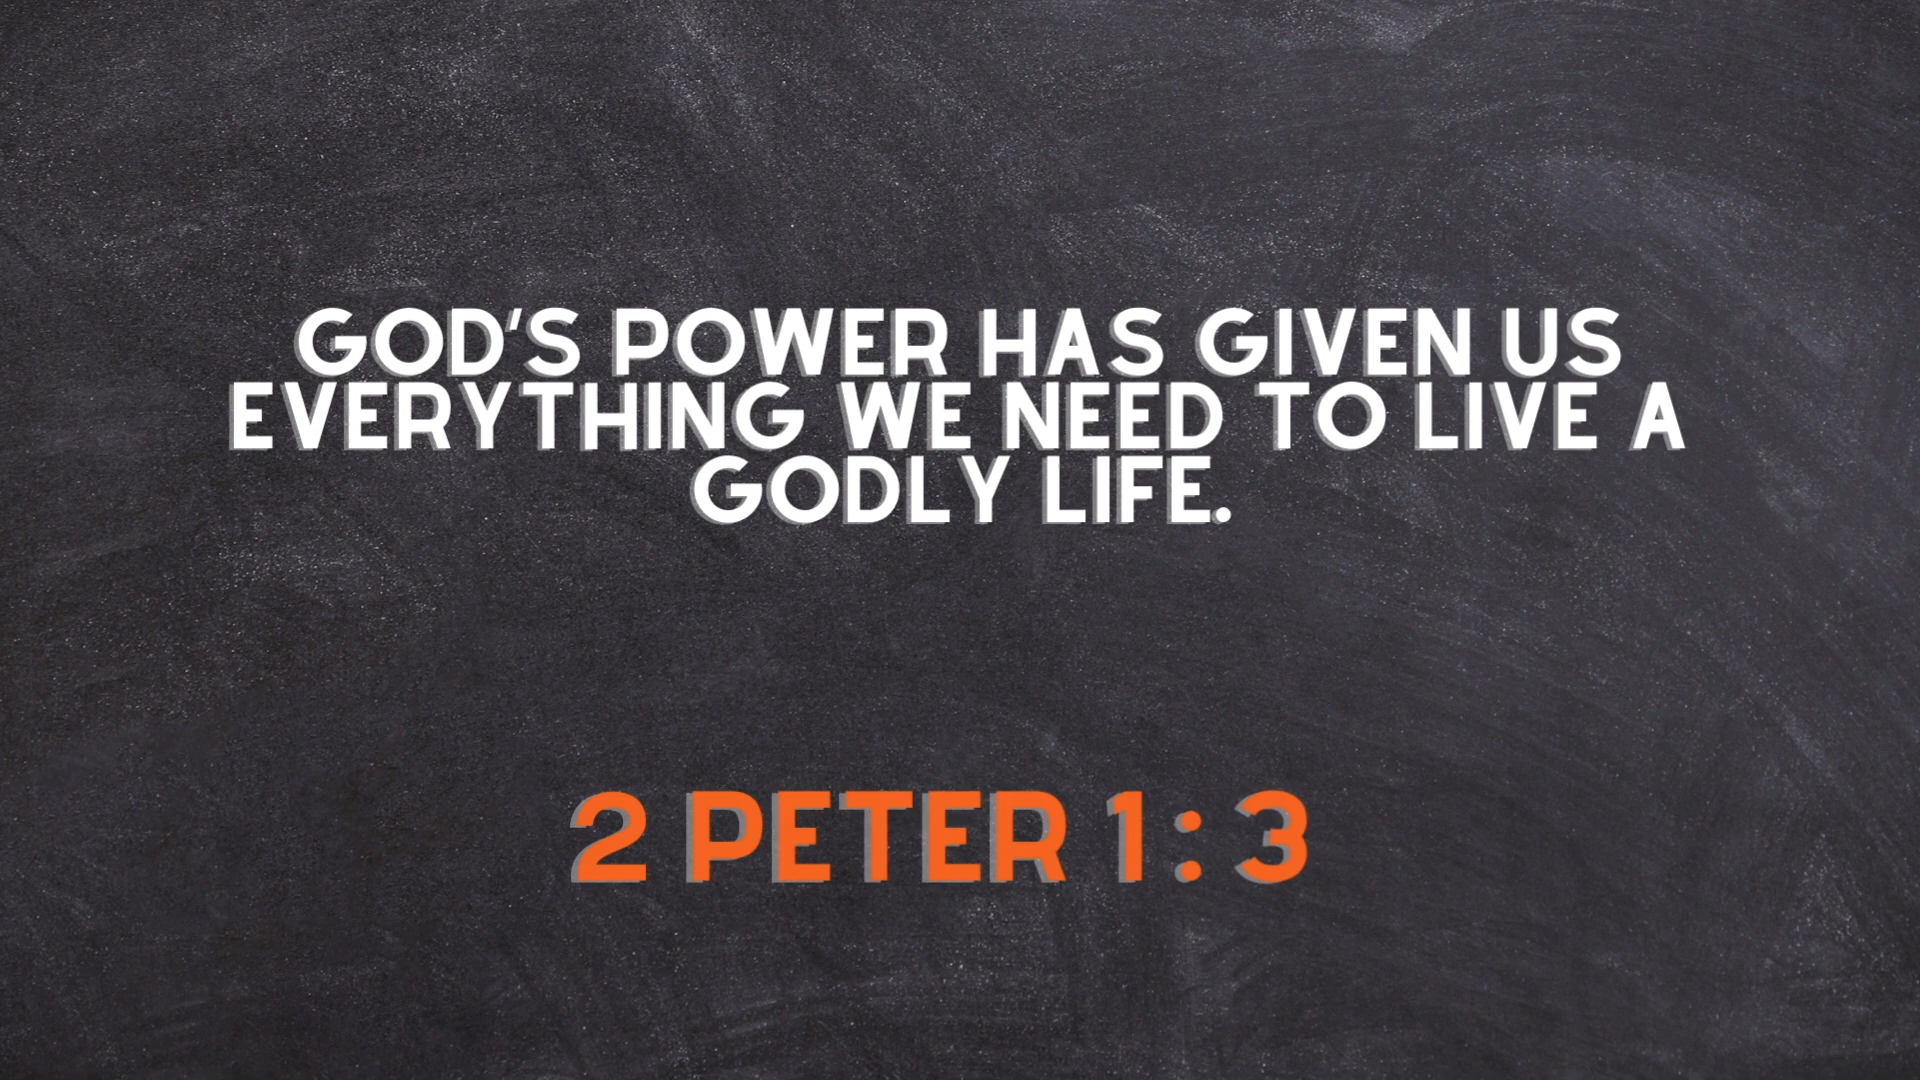 GOD'S POWER HAS GIVEN US
EVERYTHING WE NEED TO LIVE A
GODLY LIFE.
2 PETER 1 : 3